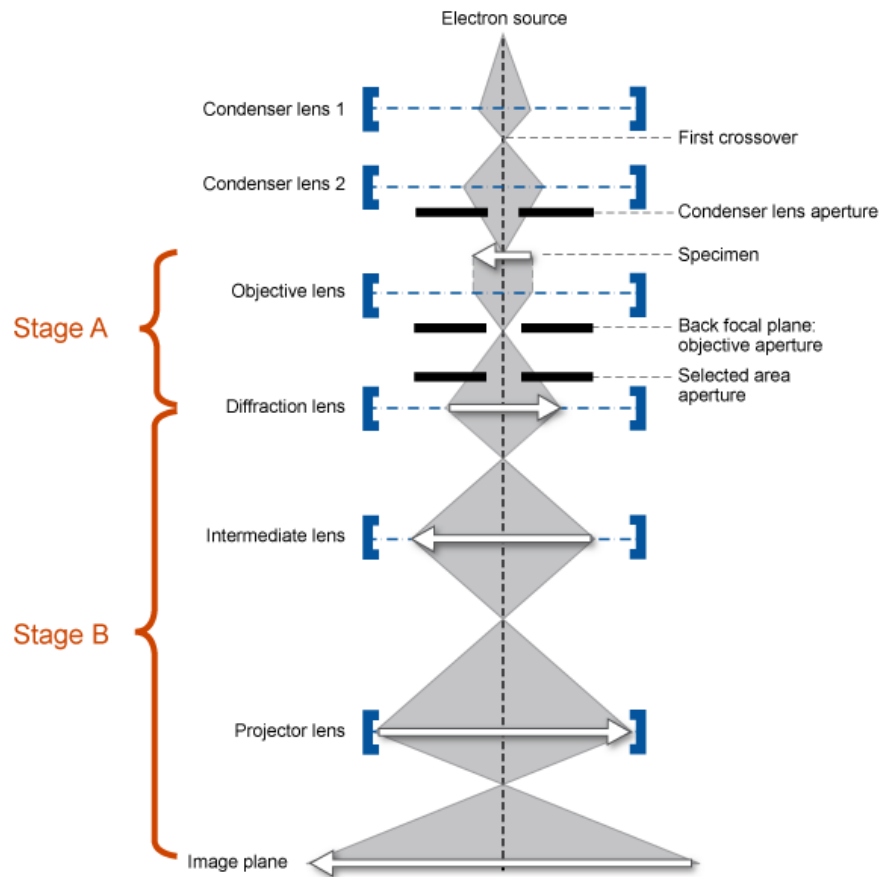 Electron source
Condenser lens 1
First crossover
Condenser lens 2
Condenser lens aperture
Specimen
Objective lens
Stage A
Back focal plane:
objective aperture
Selected area
aperture
Diffraction lens
Intermediate lens
Stage B
Projector lens
Image plane